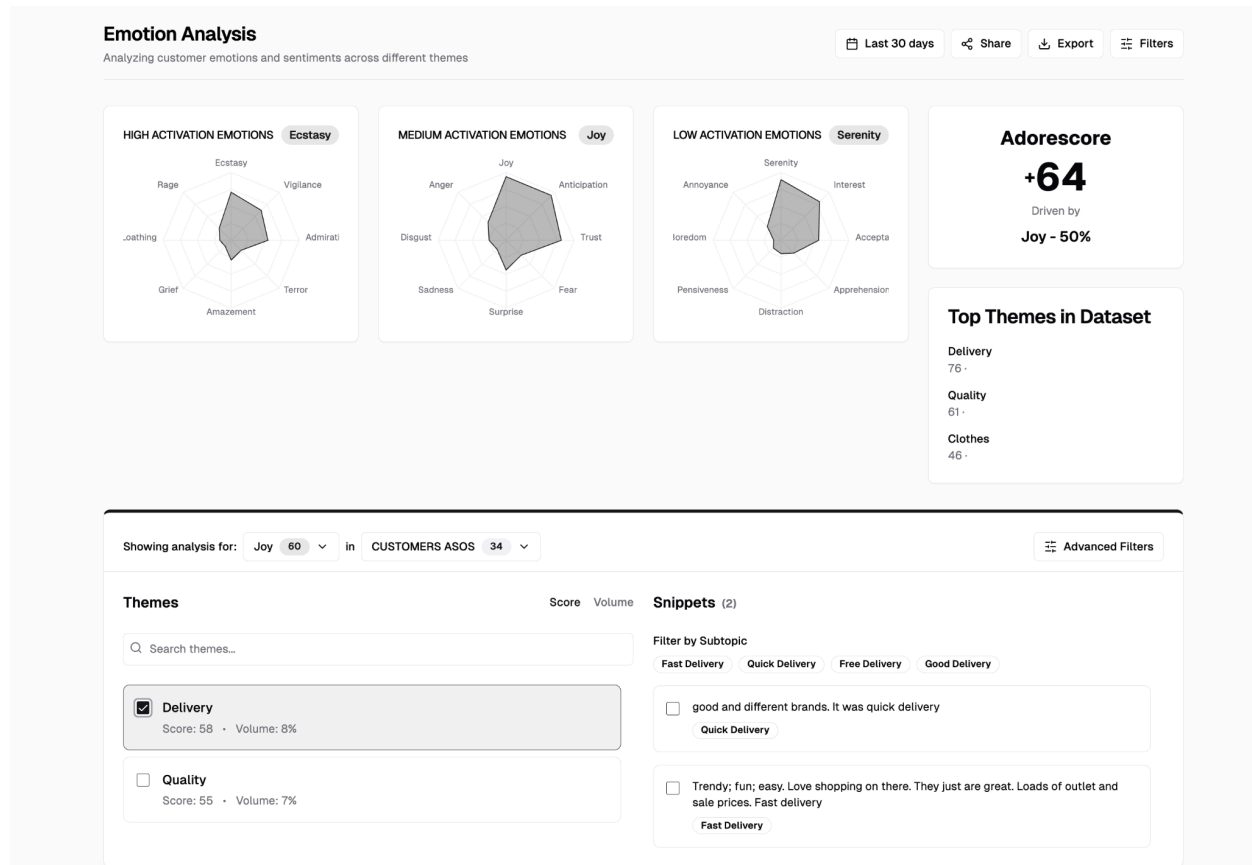 Emotion Analysis
Analyzing customer emotions and sentiments across different themes
Last 30 days
Share
Export
Filters
HIGH ACTIVATION EMOTIONS Ecstasy
Ecstasy
Rage
Vigilance
Admirati
Grief
Terror
Amazement
MEDIUM ACTIVATION EMOTIONS Joy
Joy
Anger
Anticipation
Disgust
Trust
Sadness
Fear
Surprise
LOW ACTIVATION EMOTIONS Serenity
Serenity
Annoyance
Interest
Accepta
Pensiveness
Apprehension
Distraction
Adorescore
+64
Driven by
Joy - 50%
Top Themes in Dataset
Delivery
76 ·
Quality
61 ·
Clothes
46 ·
Showing analysis for: Joy 60 in CUSTOMERS ASOS 34
Advanced Filters
Themes
Score Volume
Search themes...
Delivery
Score: 58 • Volume: 8%
Quality
Score: 55 • Volume: 7%
Snippets (2)
Filter by Subtopic
Fast Delivery Quick Delivery Free Delivery Good Delivery
good and different brands. It was quick delivery
Quick Delivery
Trendy; fun; easy. Love shopping on there. They just are great. Loads of outlet and
sale prices. Fast delivery
Fast Delivery